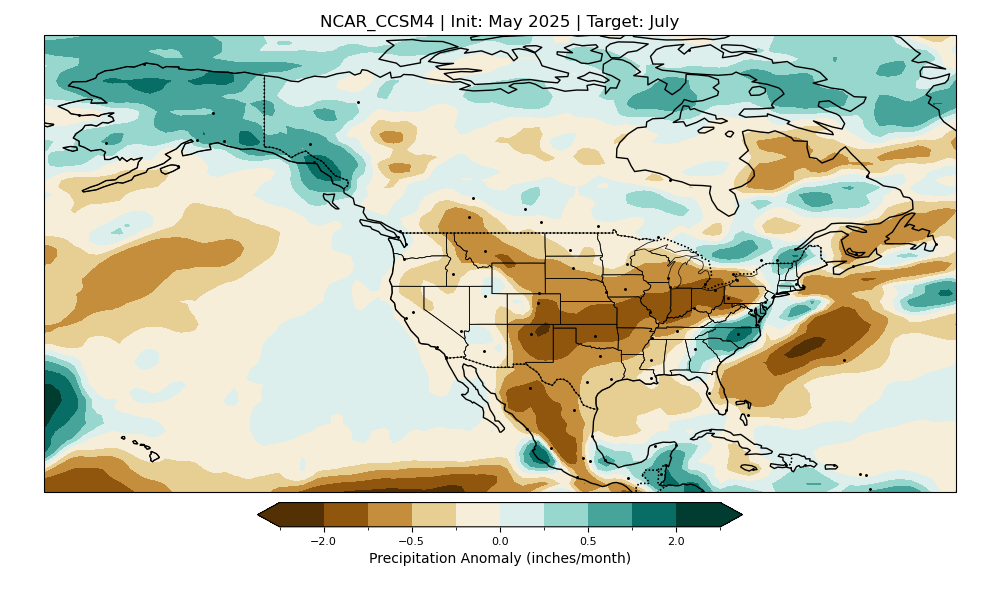 NCAR_CCSM4 | Init: May 2025 | Target: July
−2.0 −0.5 0.0 0.5 2.0
Precipitation Anomaly (inches/month)